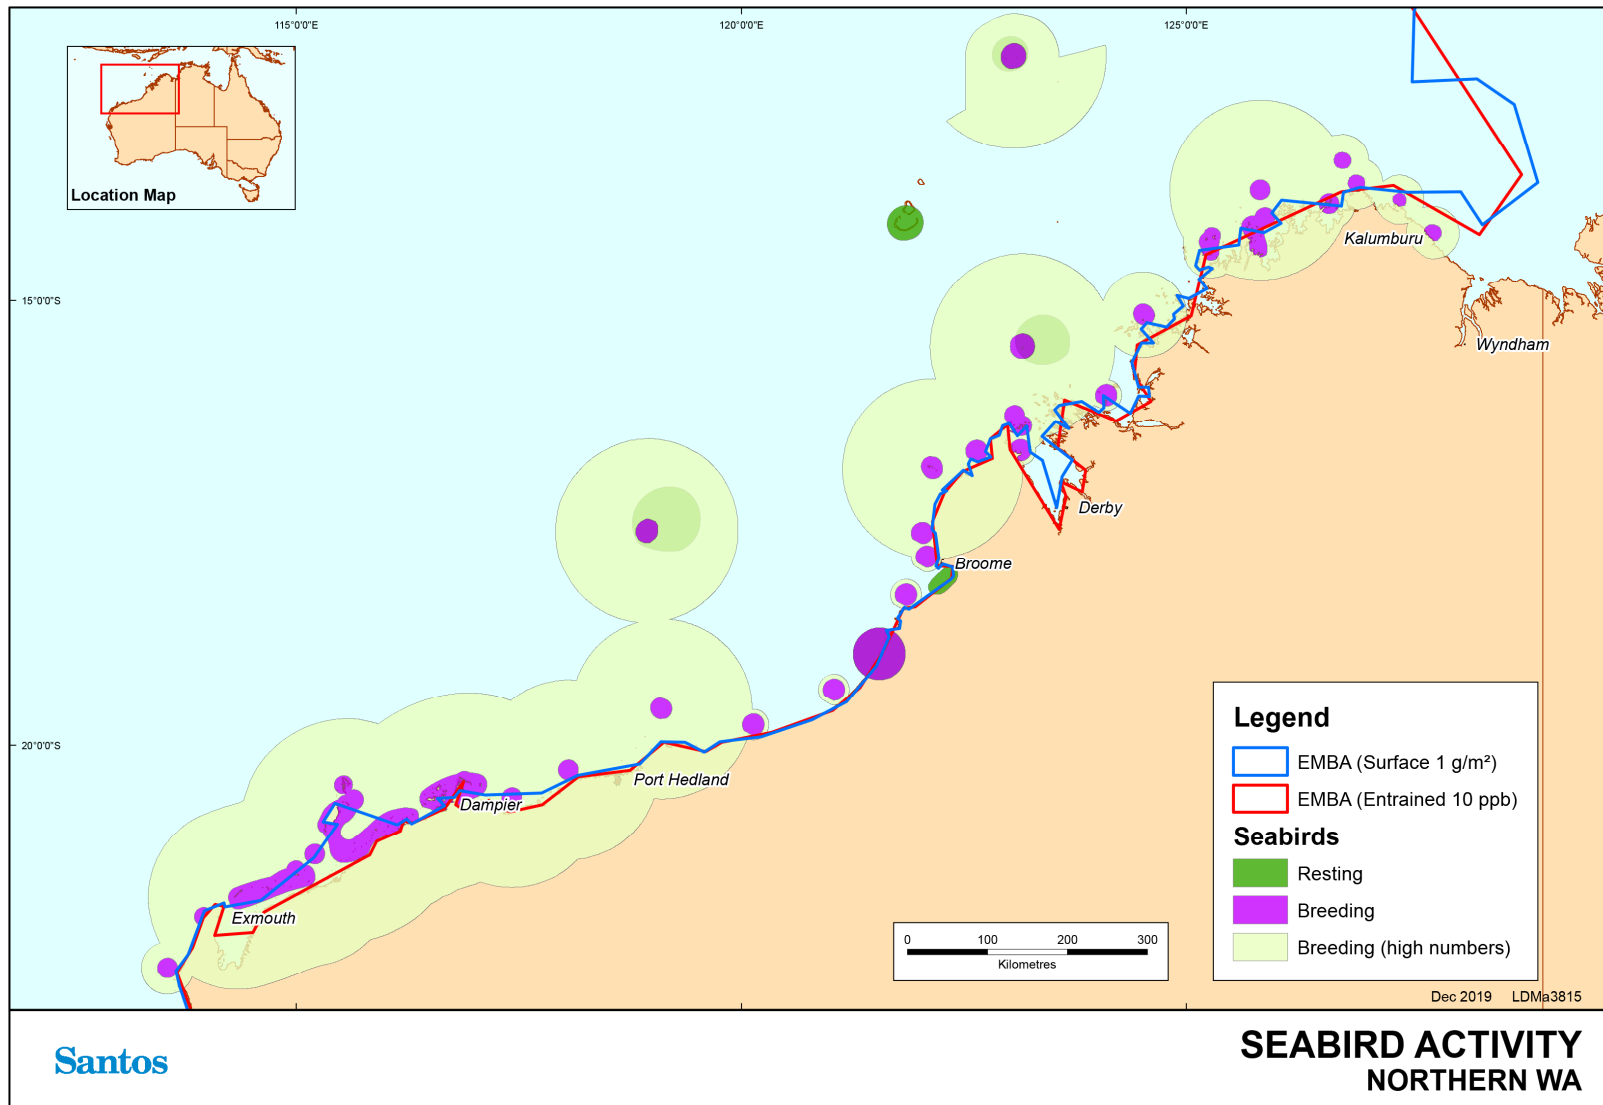 115°0'0"E
120°0'0"E
125°0'0"E
Location Map
Kalumburu
15°0'0"S
Wyndham
Derby
Broome
20°0'0"S
Port Hedland
Dampier
Exmouth
Legend
EMBA (Surface 1 g/m²)
EMBA (Entrained 10 ppb)
Seabirds
Resting
Breeding
Breeding (high numbers)
0 100 200 300
Kilometres
Dec 2019 LDMa3815
Santos
SEABIRD ACTIVITY
NORTHERN WA